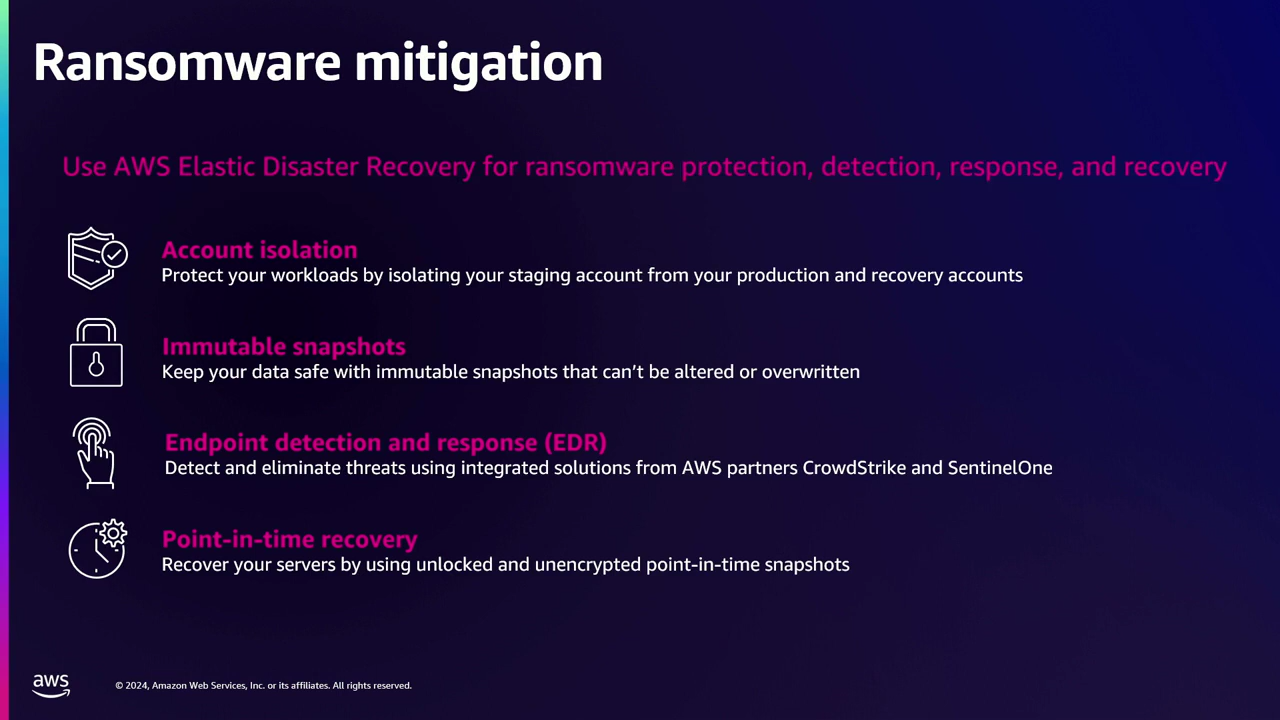 Ransomware mitigation
Use AWS Elastic Disaster Recovery for ransomware protection, detection, response, and recovery
Account isolation
Protect your workloads by isolating your staging account from your production and recovery accounts
Immutable snapshots
Keep your data safe with immutable snapshots that can’t be altered or overwritten
Endpoint detection and response (EDR)
Detect and eliminate threats using integrated solutions from AWS partners CrowdStrike and SentinelOne
Point-in-time recovery
Recover your servers by using unlocked and unencrypted point-in-time snapshots
aws
© 2024, Amazon Web Services, Inc. or its affiliates. All rights reserved.